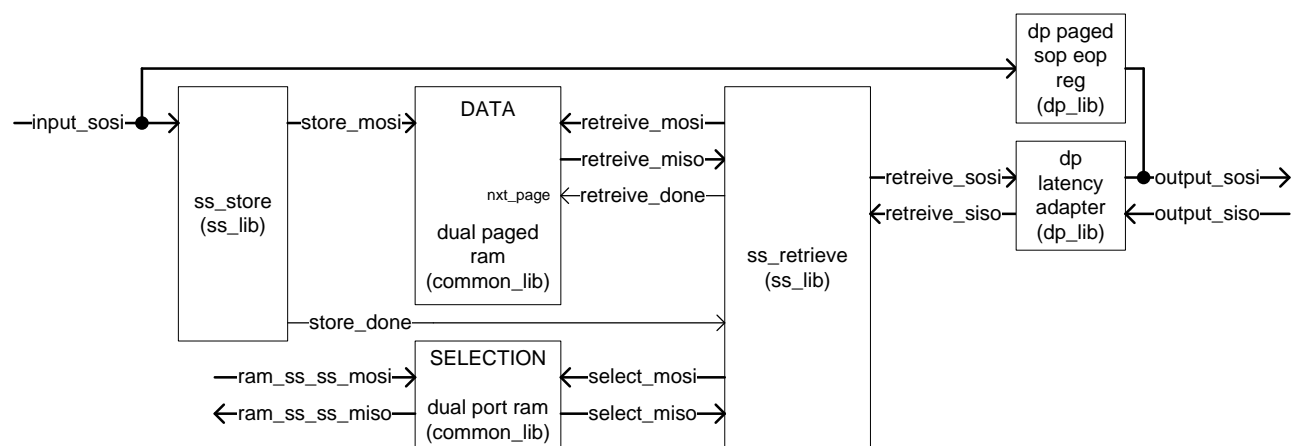 dp paged
sop eop
reg
(dp_lib)
input_sosi
store_mosi
DATA
retreive_mosi
retreive_miso
nxt_page
retreive_done
dual paged
ram
(common_lib)
ss_store
(ss_lib)
ss_retrieve
(ss_lib)
retreive_sosi
retreive_siso
dp
latency
adapter
(dp_lib)
output_sosi
output_siso
store_done
SELECTION
ram_ss_ss_mosi
select_mosi
ram_ss_ss_miso
dual port ram
(common_lib)
select_miso